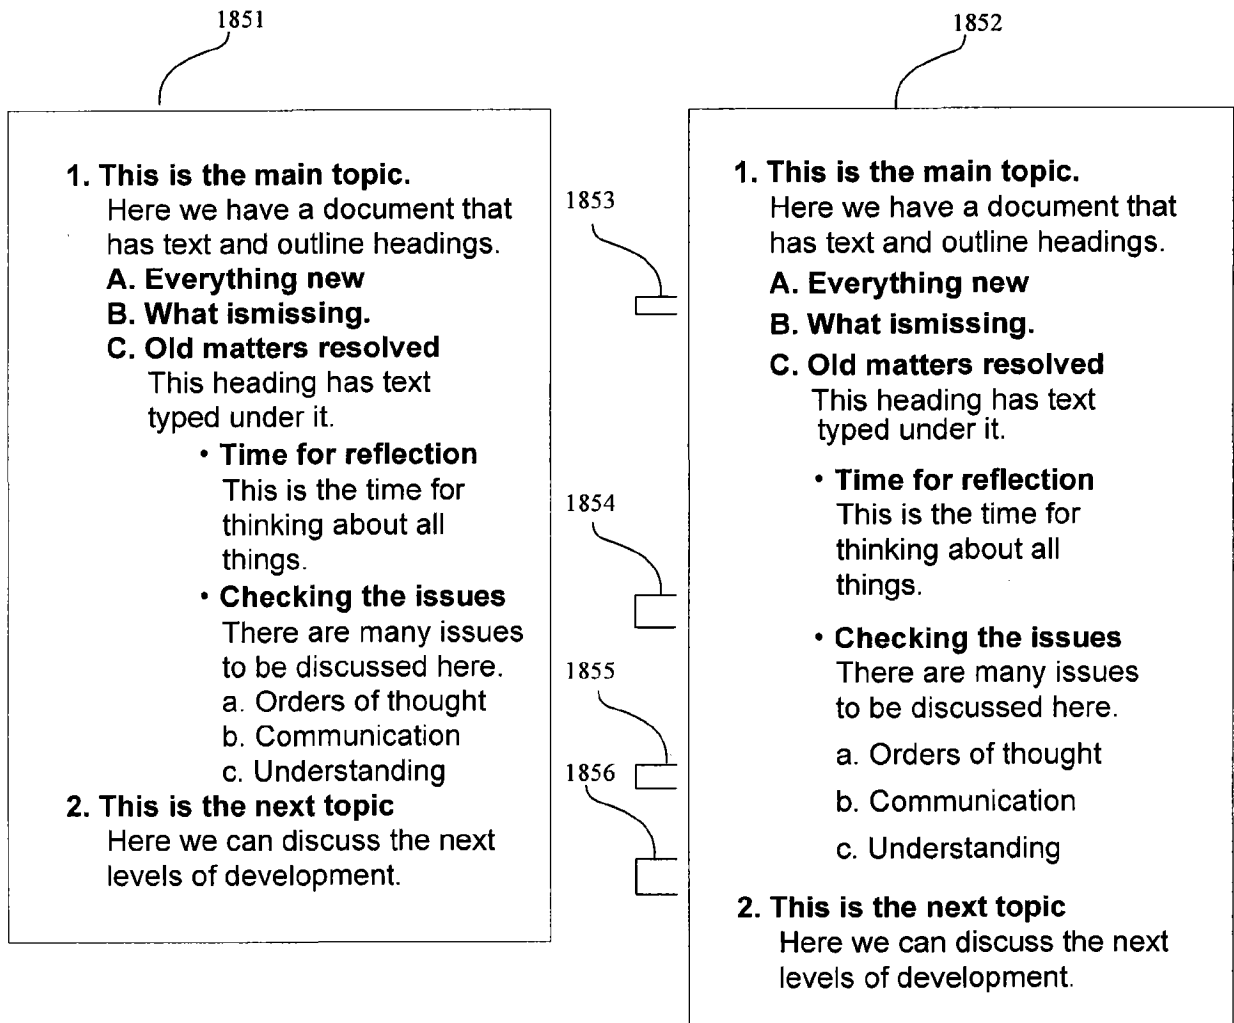 1851
1. This is the main topic.
Here we have a document that
has text and outline headings.
A. Everything new
B. What ismissing.
C. Old matters resolved
This heading has text
typed under it.
• Time for reflection
This is the time for
thinking about all
things.
• Checking the issues
There are many issues
to be discussed here.
a. Orders of thought
b. Communication
c. Understanding
2. This is the next topic
Here we can discuss the next
levels of development.
1853
1854
1855
1856
1852
1. This is the main topic.
Here we have a document that
has text and outline headings.
A. Everything new
B. What ismissing.
C. Old matters resolved
This heading has text
typed under it.
• Time for reflection
This is the time for
thinking about all
things.
• Checking the issues
There are many issues
to be discussed here.
a. Orders of thought
b. Communication
c. Understanding
2. This is the next topic
Here we can discuss the next
levels of development.